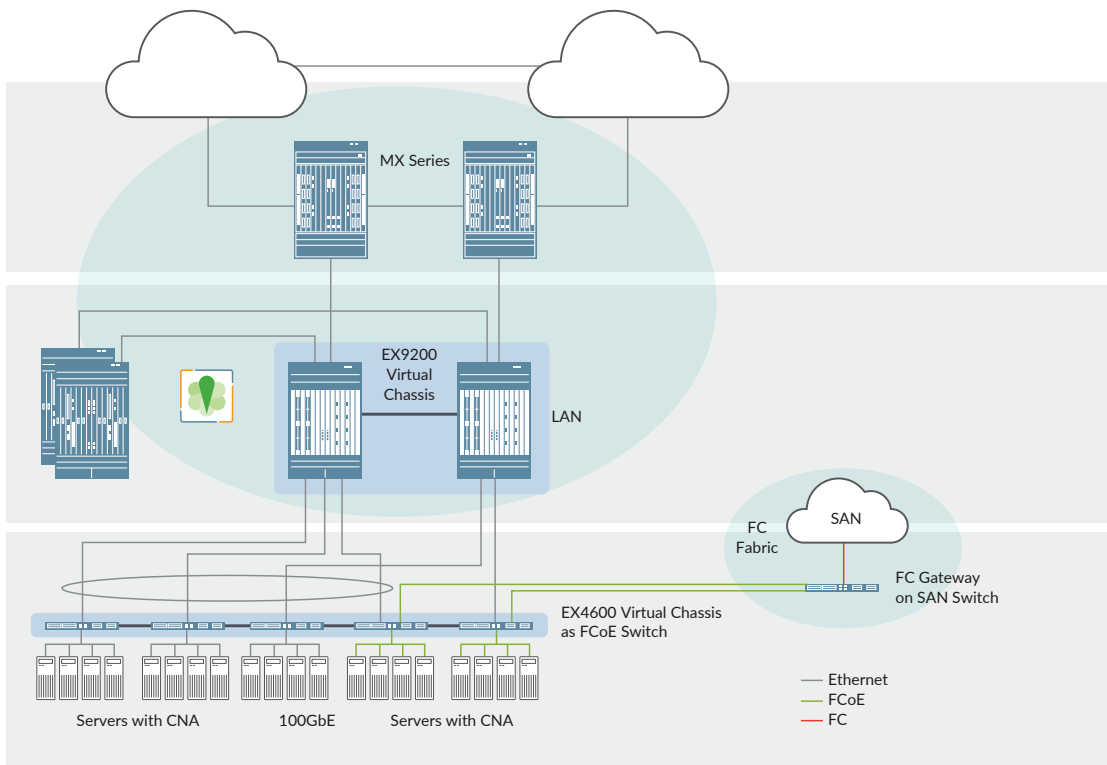 MX Series
EX9200
Virtual
Chassis
LAN
SAN
FC
Fabric
FC Gateway
on SAN Switch
EX4600 Virtual Chassis
as FCoE Switch
Servers with CNA
100GbE
Servers with CNA
Ethernet
FCoE
FC